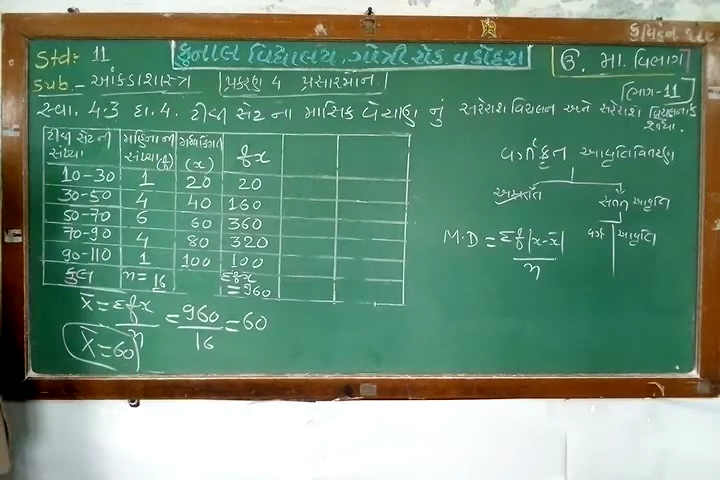 Std: 11
કુનાલ વિદ્યાલય, ગોત્રી રોડ, વડોદરા
ઉ. મા. વિભાગ
Sub.- આંકડાશાસ્ત્ર
પ્રકરણ 4 પ્રસારમાન
ભાગ-11
સ્વા. 4.3 દા.4. ટીવી સેટ ના માસિક વેચાણ નું સરેરાશ વિચલન અને સરેરાશ વિચલનાંક શોધો.
ટીવી સેટ ની સંખ્યા | મહિના ની સંખ્યા (f) | મધ્યકિંમત (x) | fx
10-30 | 1 | 20 | 20
30-50 | 4 | 40 | 160
50-70 | 6 | 60 | 360
70-90 | 4 | 80 | 320
90-110 | 1 | 100 | 100
કુલ | n = 16 | | Σfx = 960
x̄ = Σfx/n = 960/16 = 60
x̄ = 60
વર્ગીકૃત આવૃત્તિવિતરણ
અસતત
સતત આવૃત્તિ
વર્ગ | આવૃત્તિ
M.D = Σf|x-x̄|/n